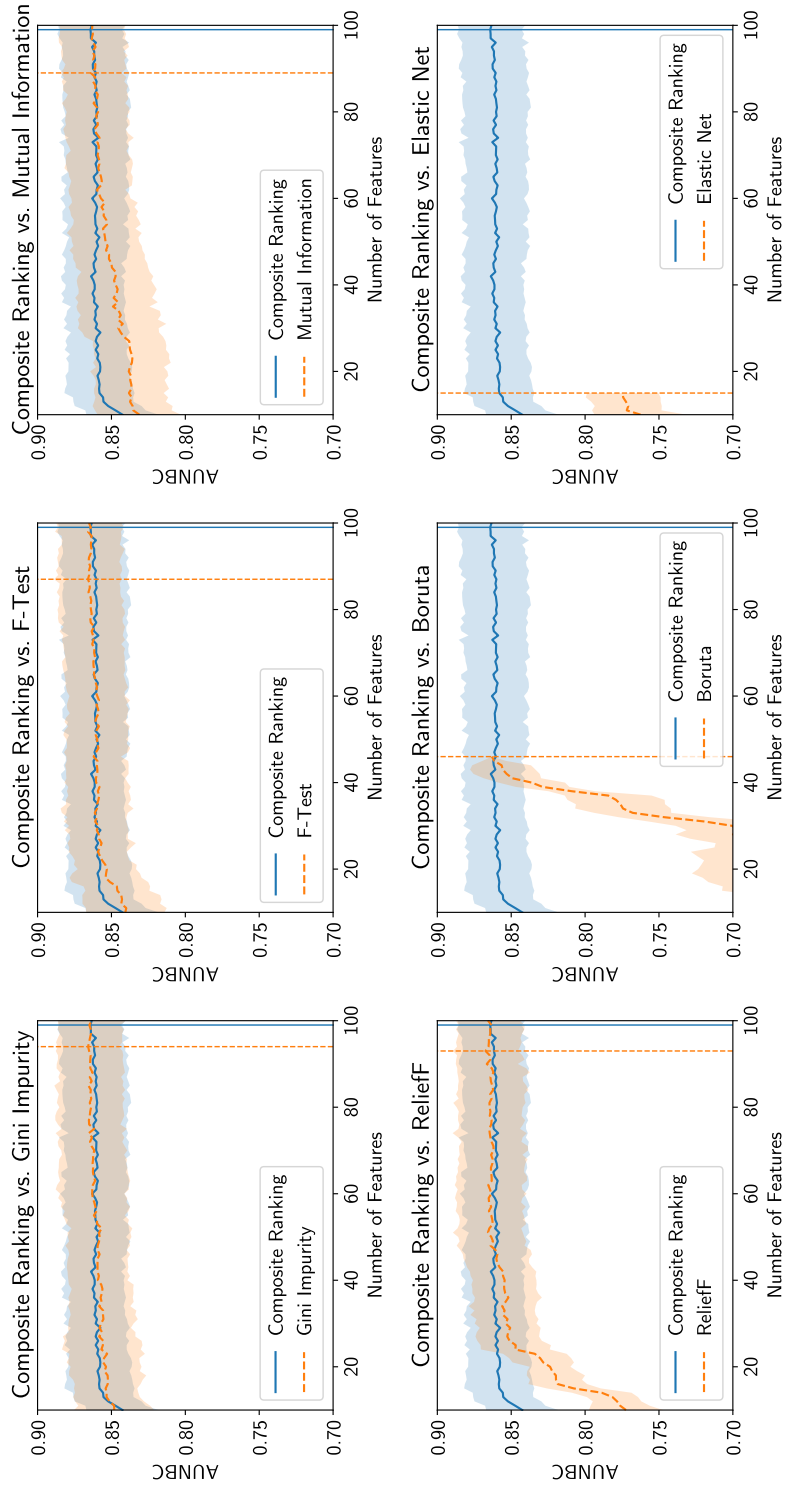 Composite Ranking vs. Gini Impurity
0.90
0.85
0.80
0.75
0.70
AUNBC
20
40
60
80
100
Number of Features
Composite Ranking
Gini Impurity
Composite Ranking vs. F-Test
0.90
0.85
0.80
0.75
0.70
AUNBC
20
40
60
80
100
Number of Features
Composite Ranking
F-Test
Composite Ranking vs. Mutual Information
0.90
0.85
0.80
0.75
0.70
AUNBC
20
40
60
80
100
Number of Features
Composite Ranking
Mutual Information
Composite Ranking vs. ReliefF
0.90
0.85
0.80
0.75
0.70
AUNBC
20
40
60
80
100
Number of Features
Composite Ranking
ReliefF
Composite Ranking vs. Boruta
0.90
0.85
0.80
0.75
0.70
AUNBC
20
40
60
80
100
Number of Features
Composite Ranking
Boruta
Composite Ranking vs. Elastic Net
0.90
0.85
0.80
0.75
0.70
AUNBC
20
40
60
80
100
Number of Features
Composite Ranking
Elastic Net